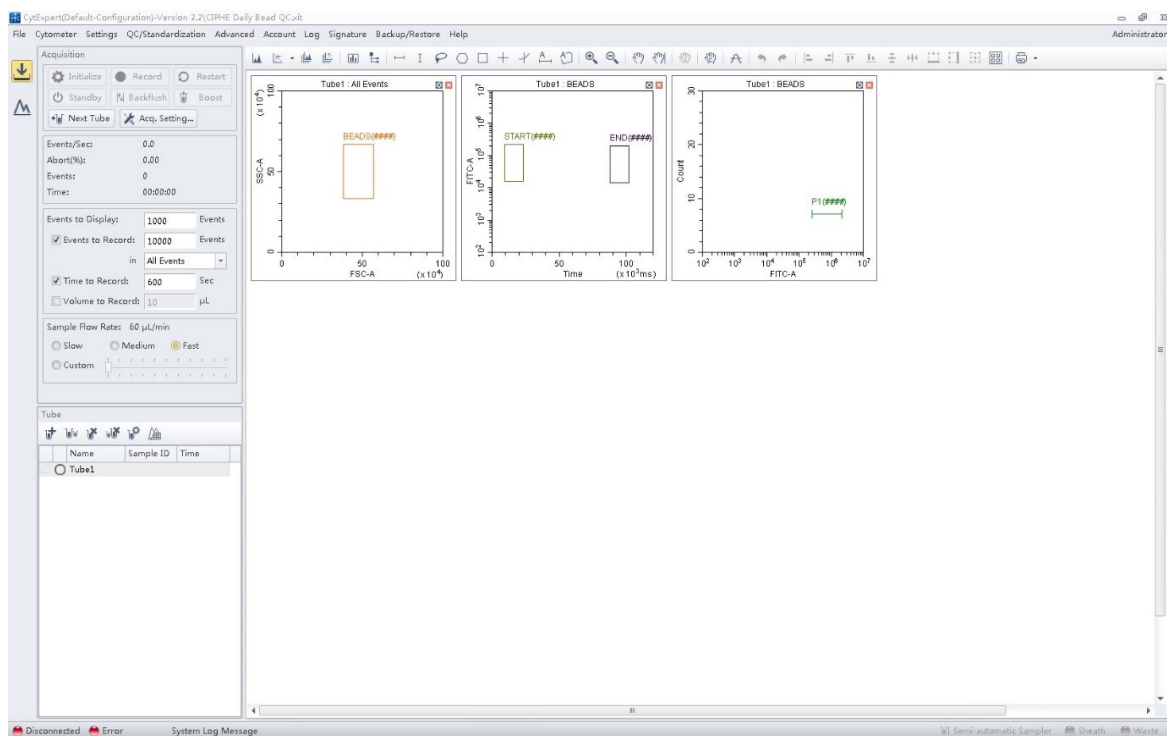 CytExpert(Default-Configuration)-Version 2.2\CIPHE Daily Bead QC.xit
File Cytometer Settings QC/Standardization Advanced Account Log Signature Backup/Restore Help Administrator
Acquisition
Initialize Record Restart
Standby Backflush Boost
Next Tube Acq. Setting...
Events/Sec: 0.0
Abort(%): 0.00
Events: 0
Time: 00:00:00
Events to Display: 1000 Events
Events to Record: 10000 Events
in All Events
Time to Record: 600 Sec
Volume to Record: 10 µL
Sample Flow Rate: 60 µL/min
Slow Medium Fast
Custom
Tube
Name Sample ID Time
Tube1
Tube1 : All Events
(x10⁴)
100
50
0
SSC-A
BEADS(####)
0 50 100
FSC-A (x10⁴)
Tube1 : BEADS
10⁷
10⁶
10⁵
10⁴
10³
10²
FITC-A
START(####) END(####)
0 50 100
Time (x10³ms)
Tube1 : BEADS
30
20
10
0
Count
P1(####)
10² 10³ 10⁴ 10⁵ 10⁶ 10⁷
FITC-A
Disconnected Error System Log Message Semi-automatic Sampler Sheath Waste